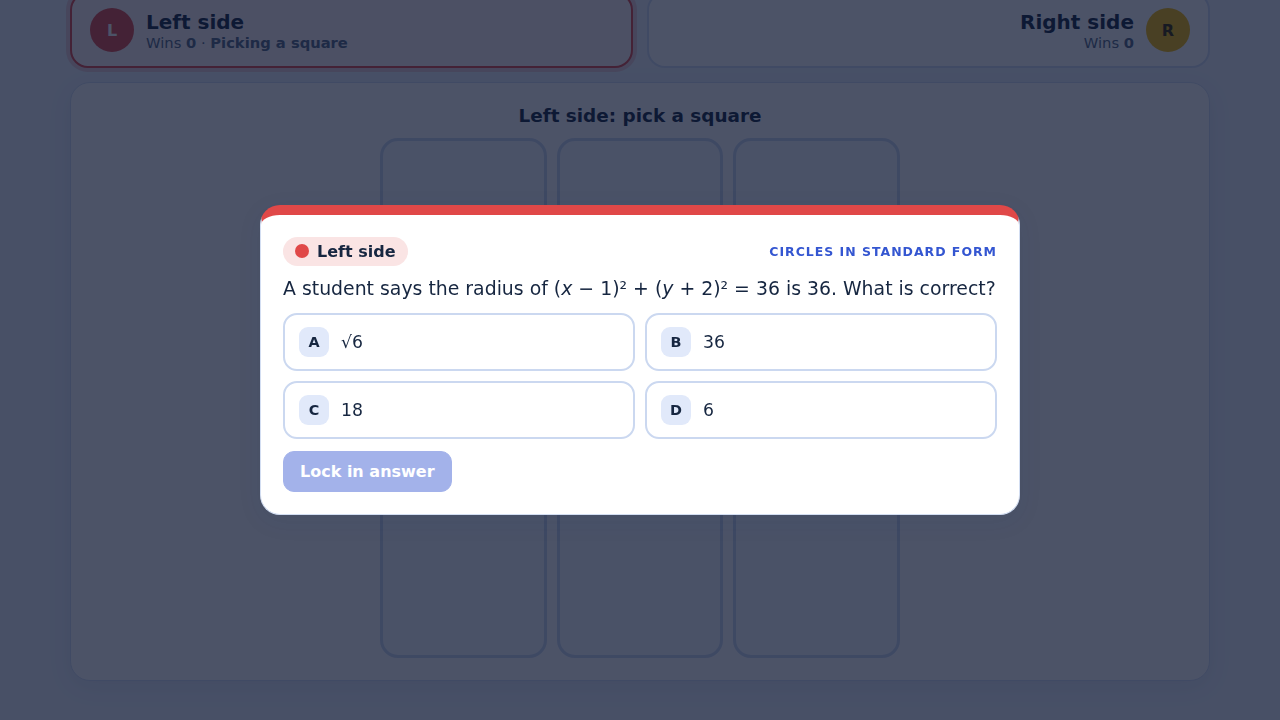 L
Left side
Wins 0 · Picking a square
Right side
Wins 0
R
Left side: pick a square
Left side
CIRCLES IN STANDARD FORM
A student says the radius of (x − 1)² + (y + 2)² = 36 is 36. What is correct?
A √6
B 36
C 18
D 6
Lock in answer